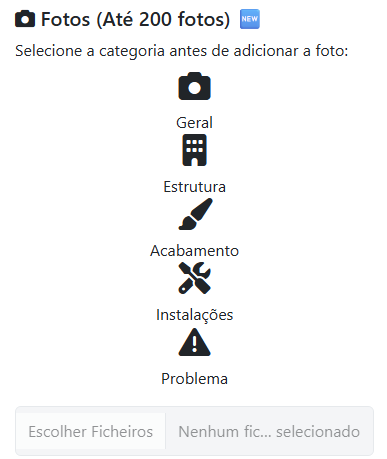 Fotos (Até 200 fotos) NEW
Selecione a categoria antes de adicionar a foto:
Geral
Estrutura
Acabamento
Instalações
Problema
Escolher Ficheiros Nenhum fic... selecionado